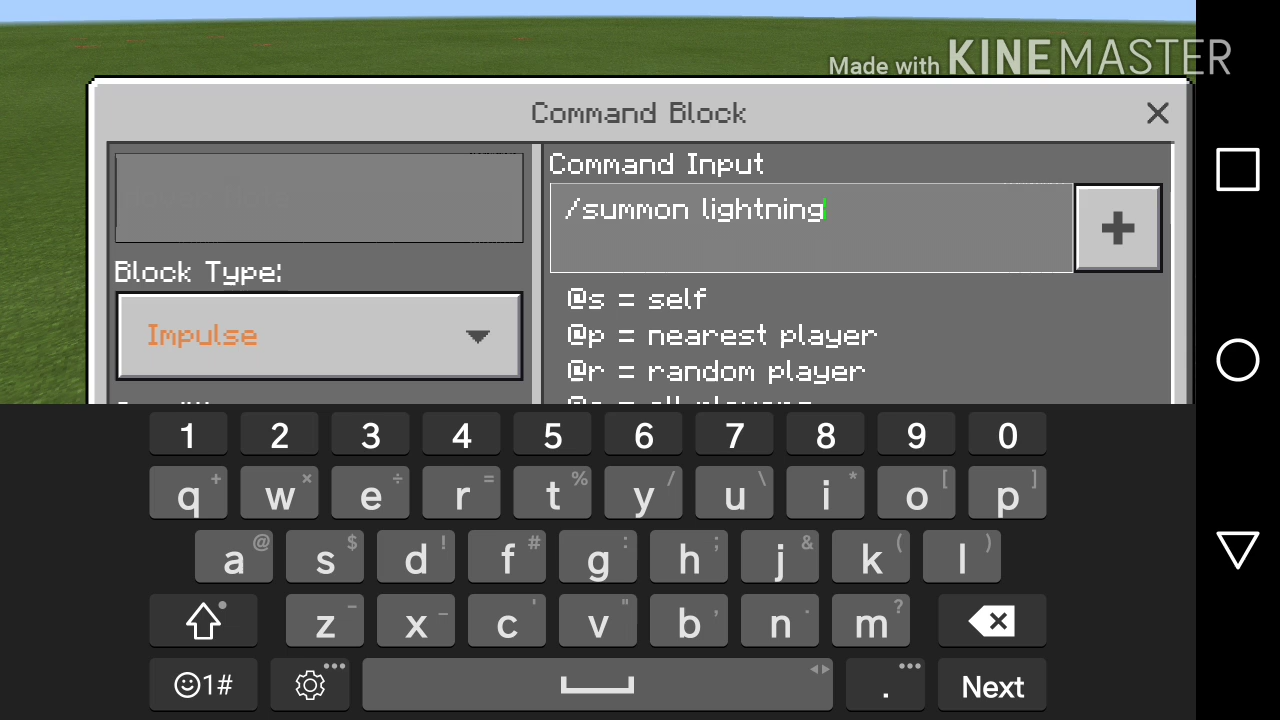 Made with KINEMASTER
Command Block
Command Input
/summon lightning
Block Type:
Impulse
@s = self
@p = nearest player
@r = random player
1 2 3 4 5 6 7 8 9 0
q + w × e ÷ r = t % y / u \ i * o [ p ]
a @ s $ d ! f # g : h ; j & k ( l )
z - x _ c ' v " b , n . m ?
1# . Next